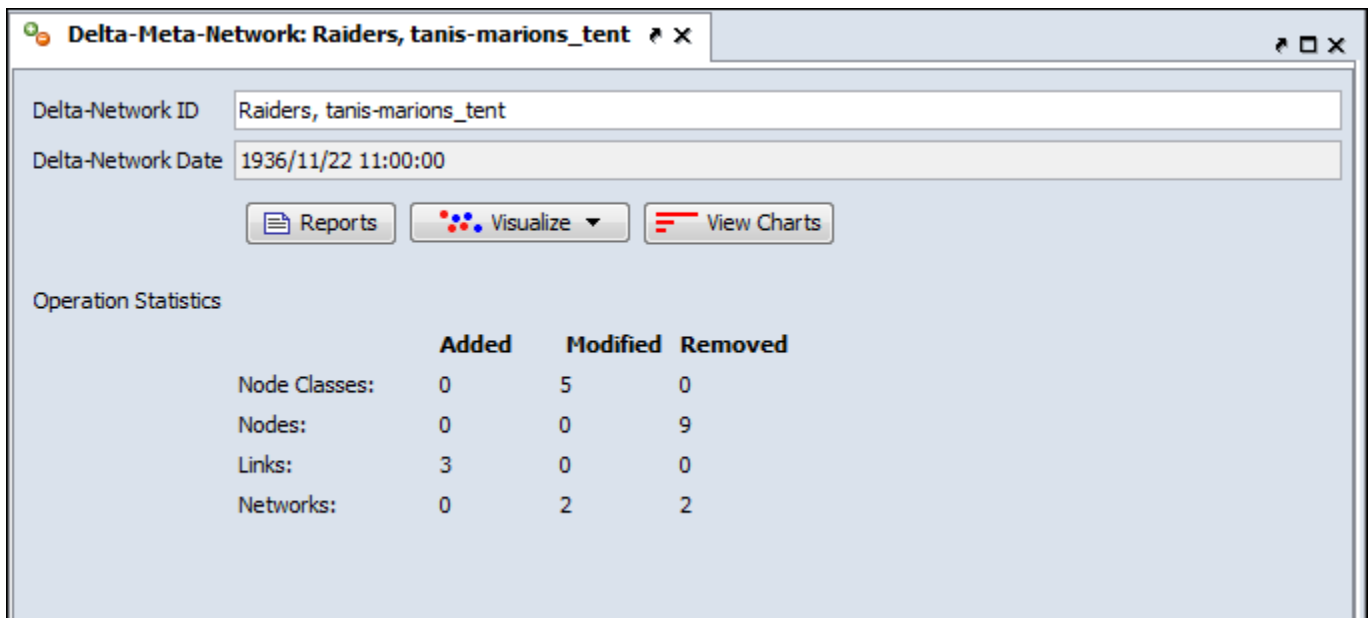 Delta-Meta-Network: Raiders, tanis-marions_tent
Delta-Network ID Raiders, tanis-marions_tent
Delta-Network Date 1936/11/22 11:00:00
Reports Visualize View Charts
Operation Statistics
Added Modified Removed
Node Classes: 0 5 0
Nodes: 0 0 9
Links: 3 0 0
Networks: 0 2 2